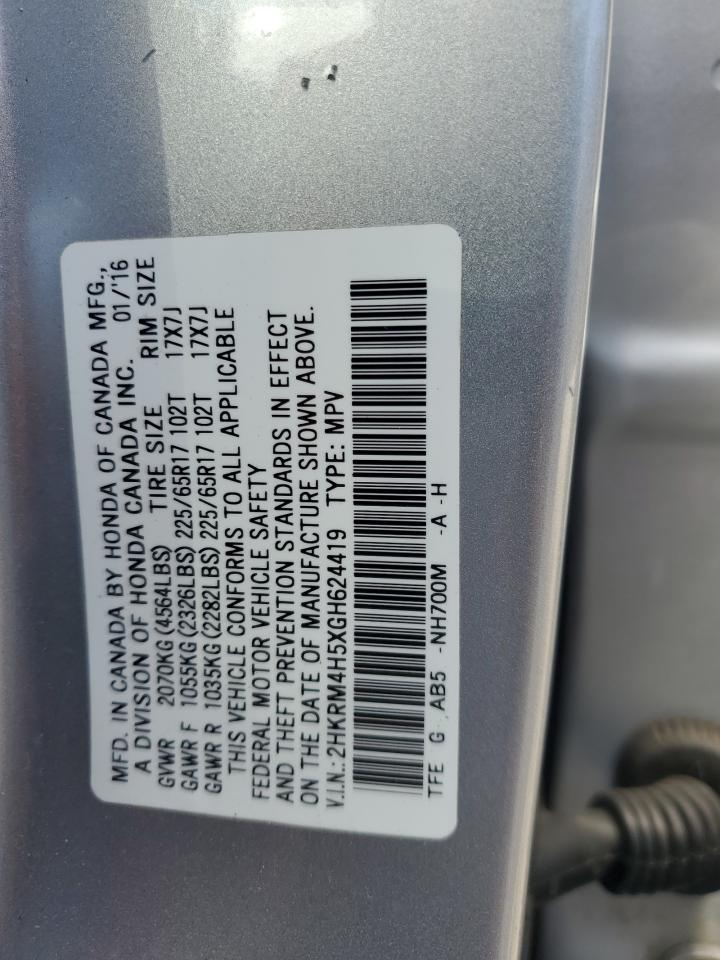 MFD. IN CANADA BY HONDA OF CANADA MFG.,
A DIVISION OF HONDA CANADA INC. 01/'16
GVWR 2070KG(4564LBS) TIRE SIZE RIM SIZE
GAWR F 1055KG(2326LBS) 225/65R17 102T 17X7J
GAWR R 1035KG(2282LBS) 225/65R17 102T 17X7J
THIS VEHICLE CONFORMS TO ALL APPLICABLE
FEDERAL MOTOR VEHICLE SAFETY
AND THEFT PREVENTION STANDARDS IN EFFECT
ON THE DATE OF MANUFACTURE SHOWN ABOVE.
V.I.N.: 2HKRM4H5XGH624419 TYPE: MPV
TFE G AB5 -NH700M -A -H